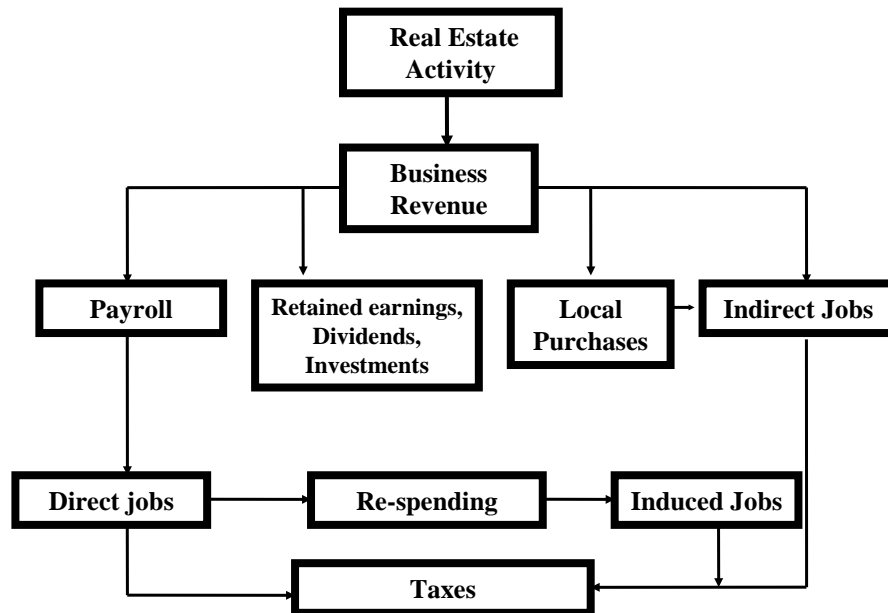 Real Estate
Activity
Business
Revenue
Payroll
Retained earnings,
Dividends,
Investments
Local
Purchases
Indirect Jobs
Direct jobs
Re-spending
Induced Jobs
Taxes